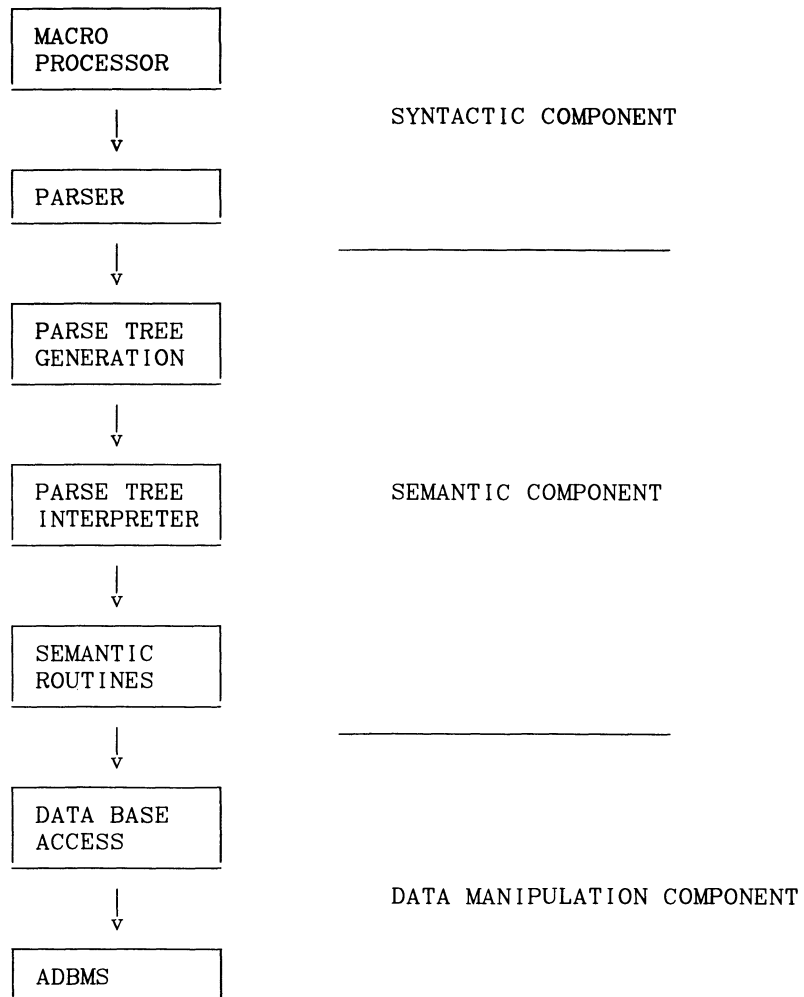 MACRO
PROCESSOR
SYNTACTIC COMPONENT
v
PARSER
v
PARSE TREE
GENERATION
v
PARSE TREE
INTERPRETER
SEMANTIC COMPONENT
v
SEMANTIC
ROUTINES
v
DATA BASE
ACCESS
DATA MANIPULATION COMPONENT
v
ADBMS